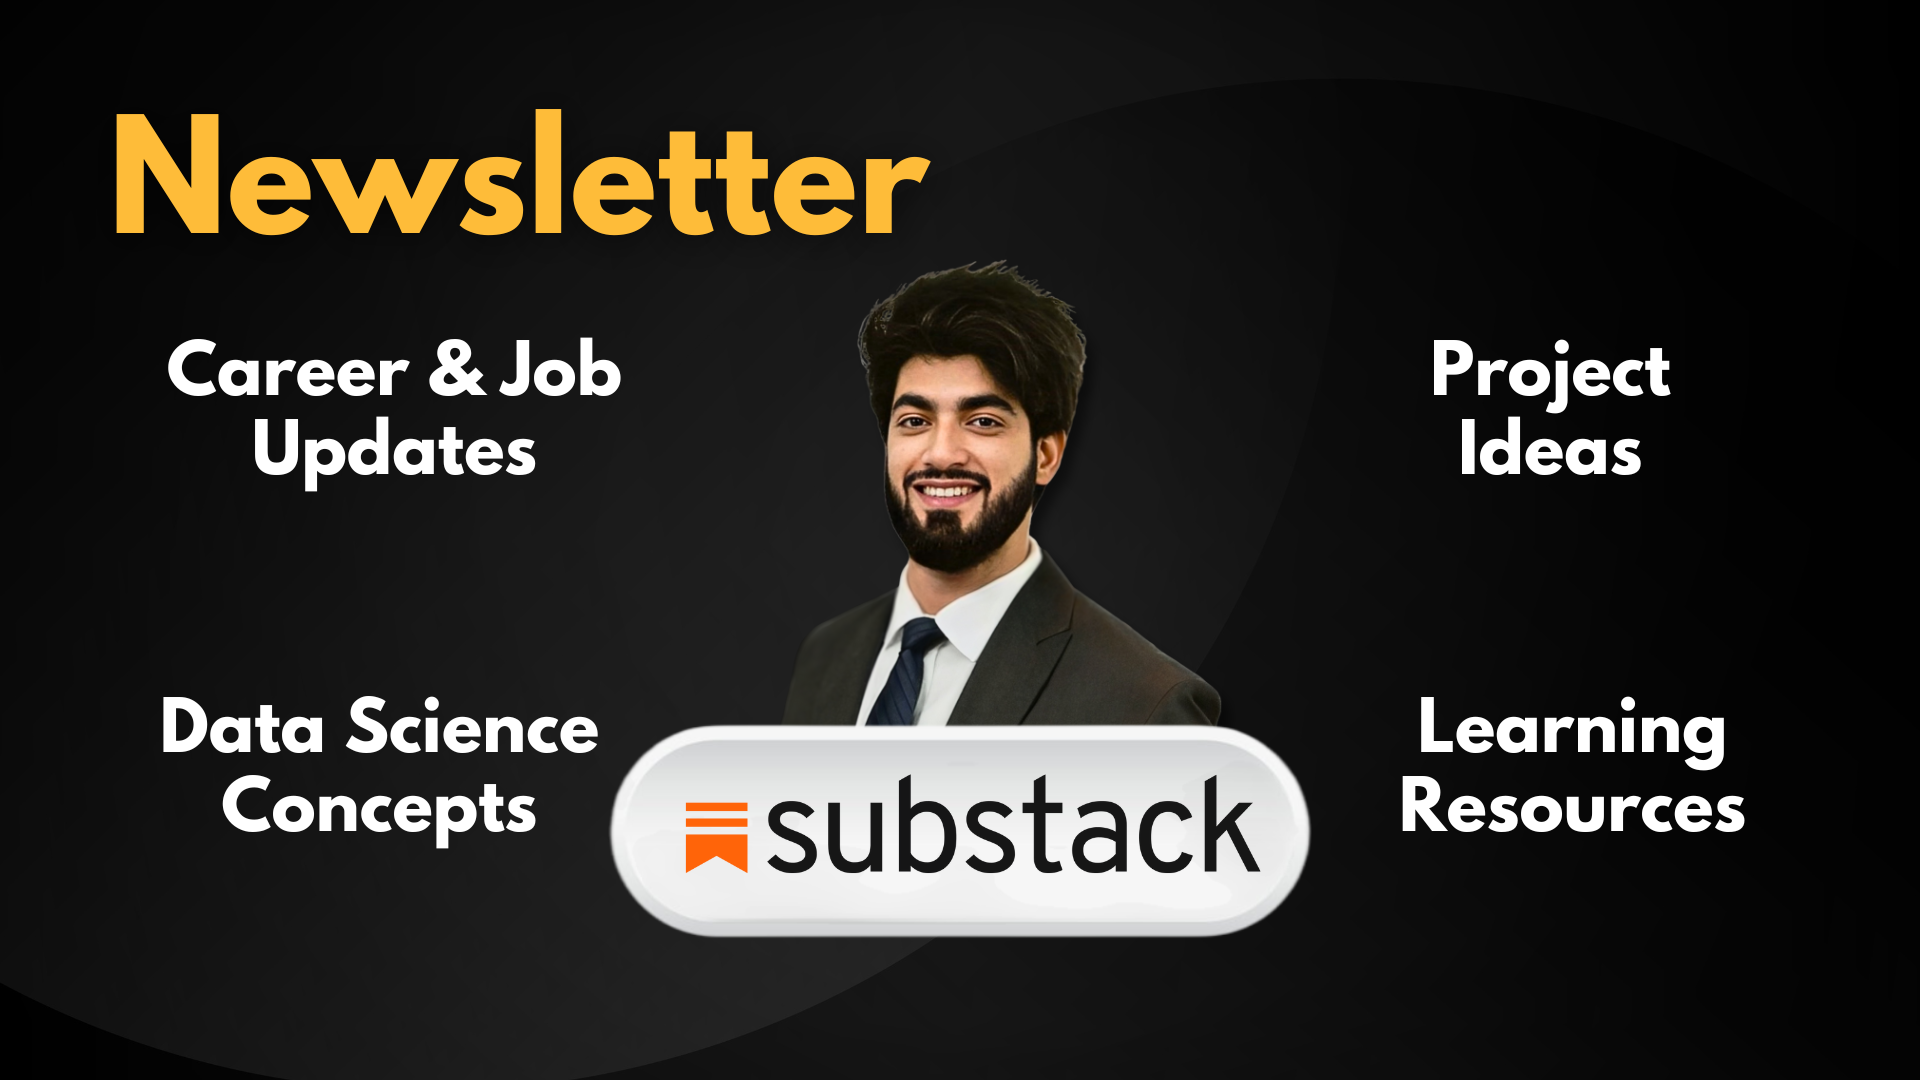 Newsletter
Career & Job
Updates
Project
Ideas
Data Science
Concepts
Learning
Resources
substack